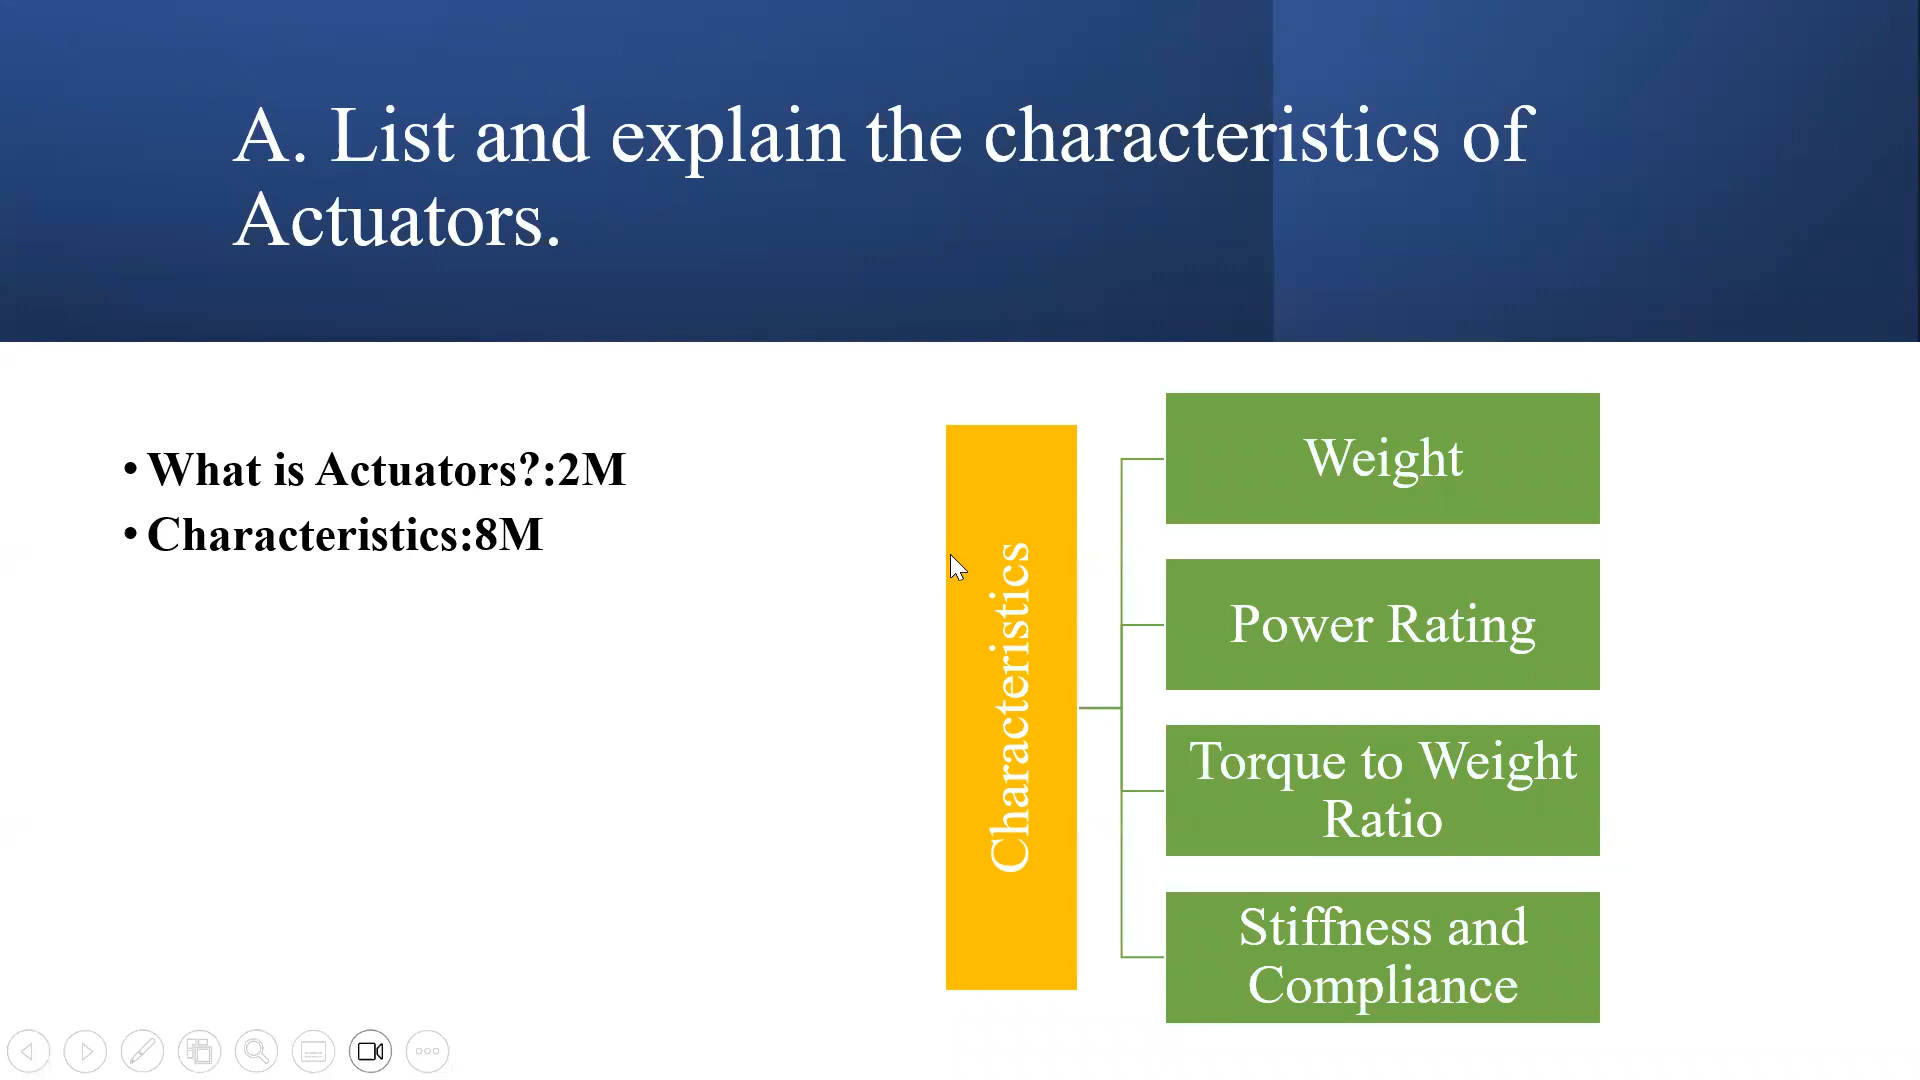 A. List and explain the characteristics of
Actuators.
• What is Actuators?:2M
• Characteristics:8M
Characteristics
Weight
Power Rating
Torque to Weight
Ratio
Stiffness and
Compliance